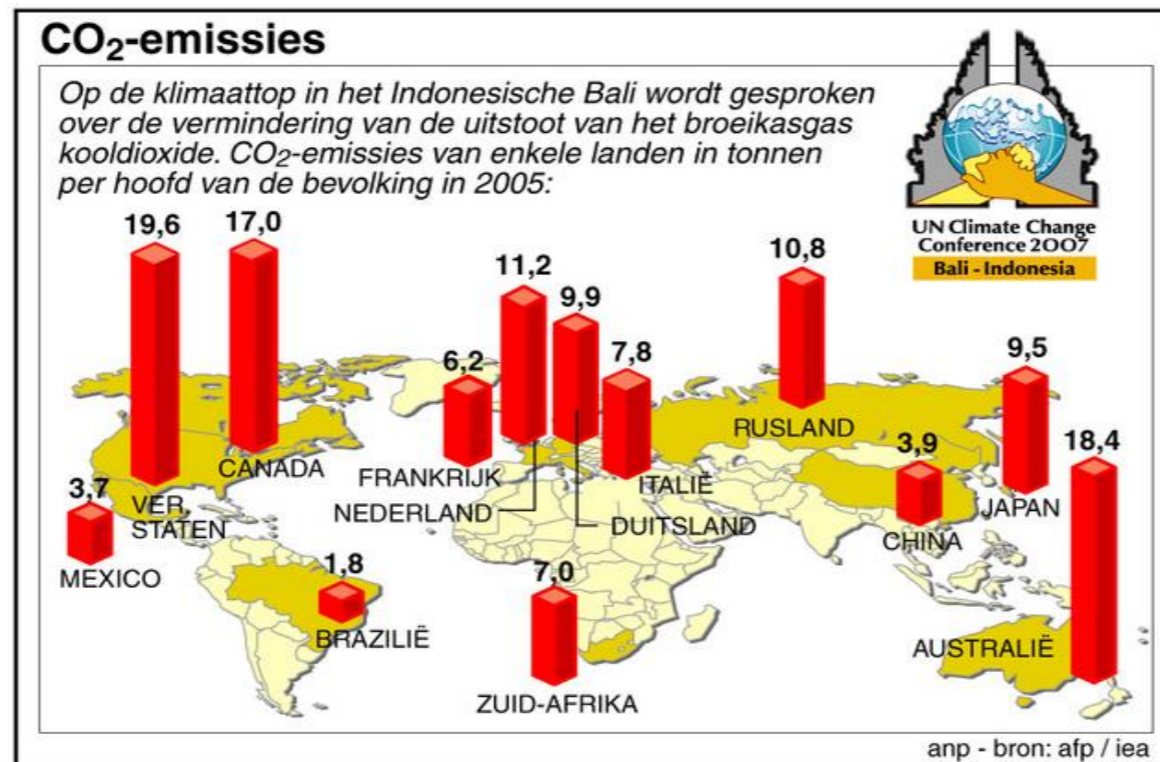 CO₂-emissies
Op de klimaattop in het Indonesische Bali wordt gesproken
over de vermindering van de uitstoot van het broeikasgas
kooldioxide. CO₂-emissies van enkele landen in tonnen
per hoofd van de bevolking in 2005:
UN Climate Change
Conference 2007
Bali - Indonesia
19,6
VER.
STATEN
17,0
CANADA
3,7
MEXICO
1,8
BRAZILIË
6,2
FRANKRIJK
11,2
NEDERLAND
9,9
DUITSLAND
7,8
ITALIË
7,0
ZUID-AFRIKA
10,8
RUSLAND
3,9
CHINA
9,5
JAPAN
18,4
AUSTRALIË
anp - bron: afp / iea